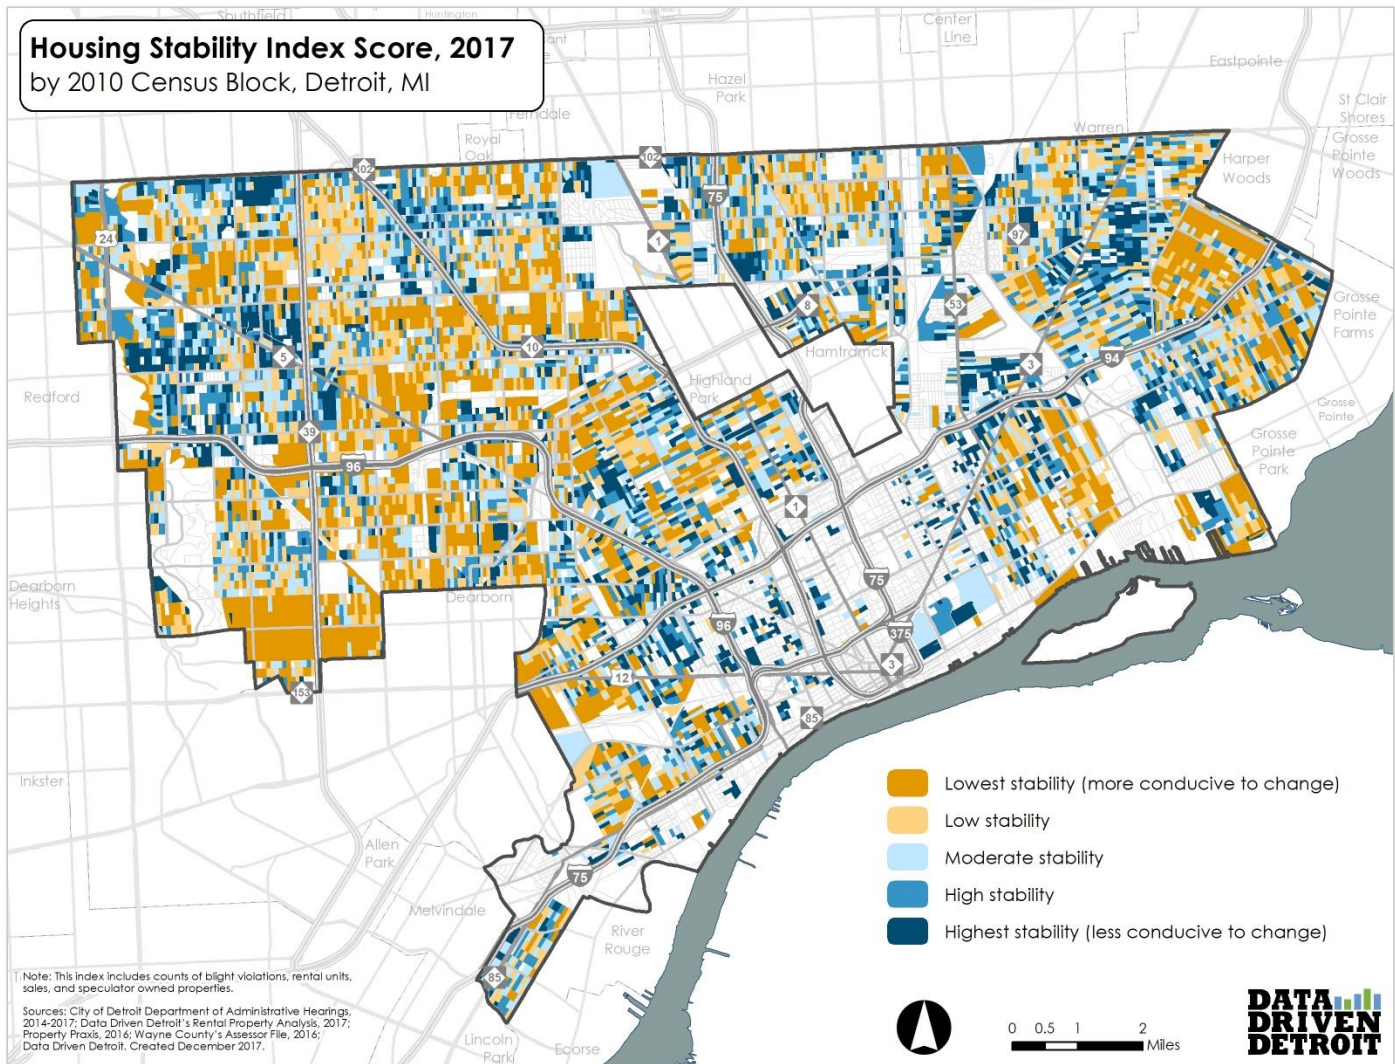 Southfield
Huntington
Center
Line
Housing Stability Index Score, 2017
by 2010 Census Block, Detroit, MI
Hazel
Park
Eastpointe
St Clair
Shores
Ferndale
Royal
Oak
Warren
Grosse
Pointe
Woods
Harper
Woods
102
102
75
24
1
97
8
53
Grosse
Pointe
Farms
5
10
Hamtramck
3
94
Highland
Park
Redford
Grosse
Pointe
39
96
Grosse
Pointe
Park
1
75
Dearborn
Heights
Dearborn
96
375
3
12
153
85
Inkster
Lowest stability (more conducive to change)
Low stability
Moderate stability
High stability
Highest stability (less conducive to change)
Allen
Park
75
Melvindale
River
Rouge
85
Note: This index includes counts of blight violations, rental units,
sales, and speculator owned properties.
Sources: City of Detroit Department of Administrative Hearings,
2014-2017; Data Driven Detroit's Rental Property Analysis, 2017;
Property Praxis, 2016; Wayne County's Assessor File, 2016;
Data Driven Detroit. Created December 2017.
Lincoln
Park
Ecorse
0 0.5 1 2
Miles
DATA
DRIVEN
DETROIT